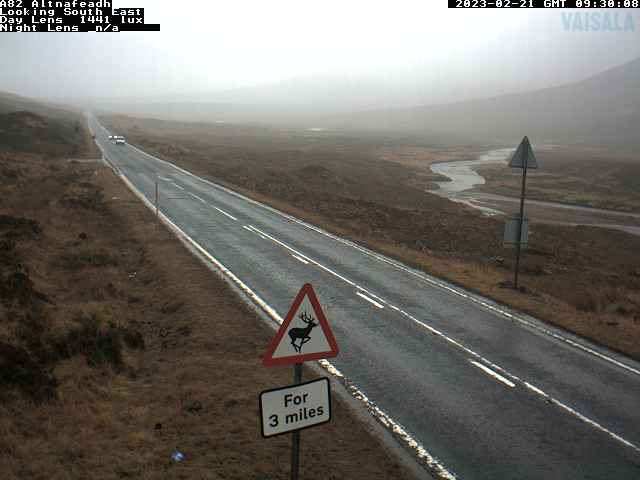 A82 Altnafeadh
2023-02-21 GMT 09:30:08
Looking South East
VAISALA
Day Lens 1441 lux
Night Lens n/a
For
3 miles